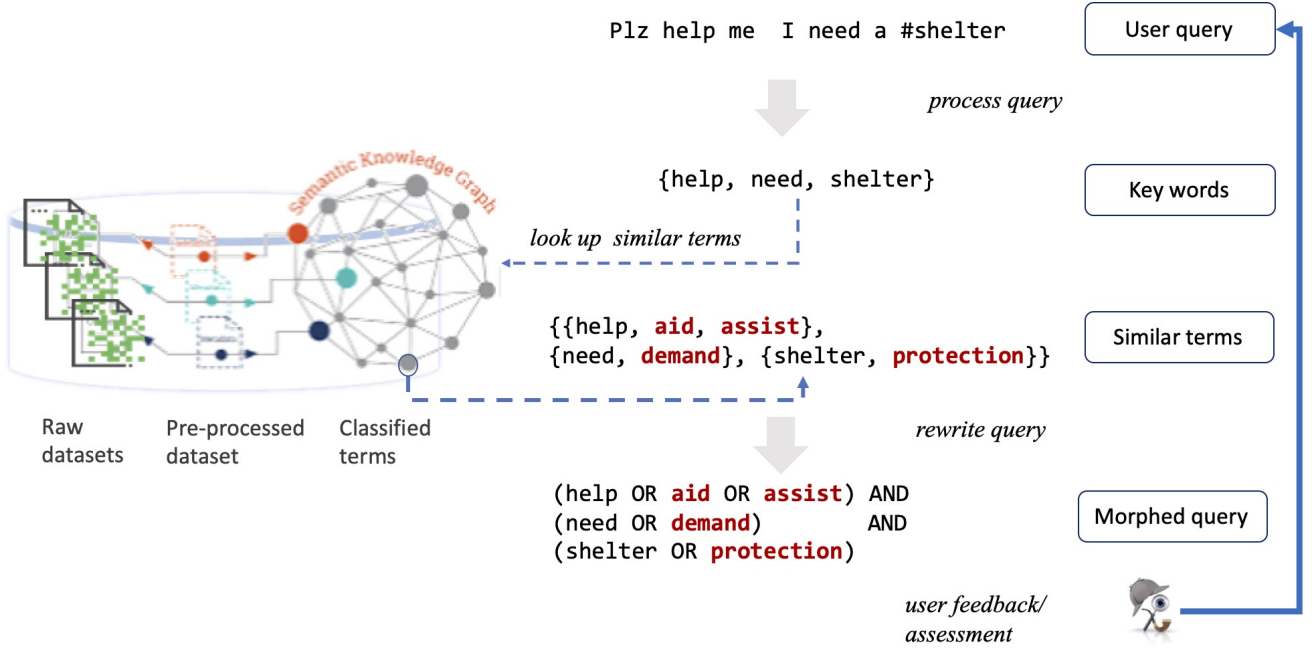 Plz help me  I need a #shelter
User query
process query
Semantic Knowledge Graph
{help, need, shelter}
Key words
look up  similar terms
{{help, aid, assist},
{need, demand}, {shelter, protection}}
Similar terms
Raw
datasets
Pre-processed
dataset
Classified
terms
rewrite query
(help OR aid OR assist) AND
(need OR demand)        AND
(shelter OR protection)
Morphed query
user feedback/
assessment